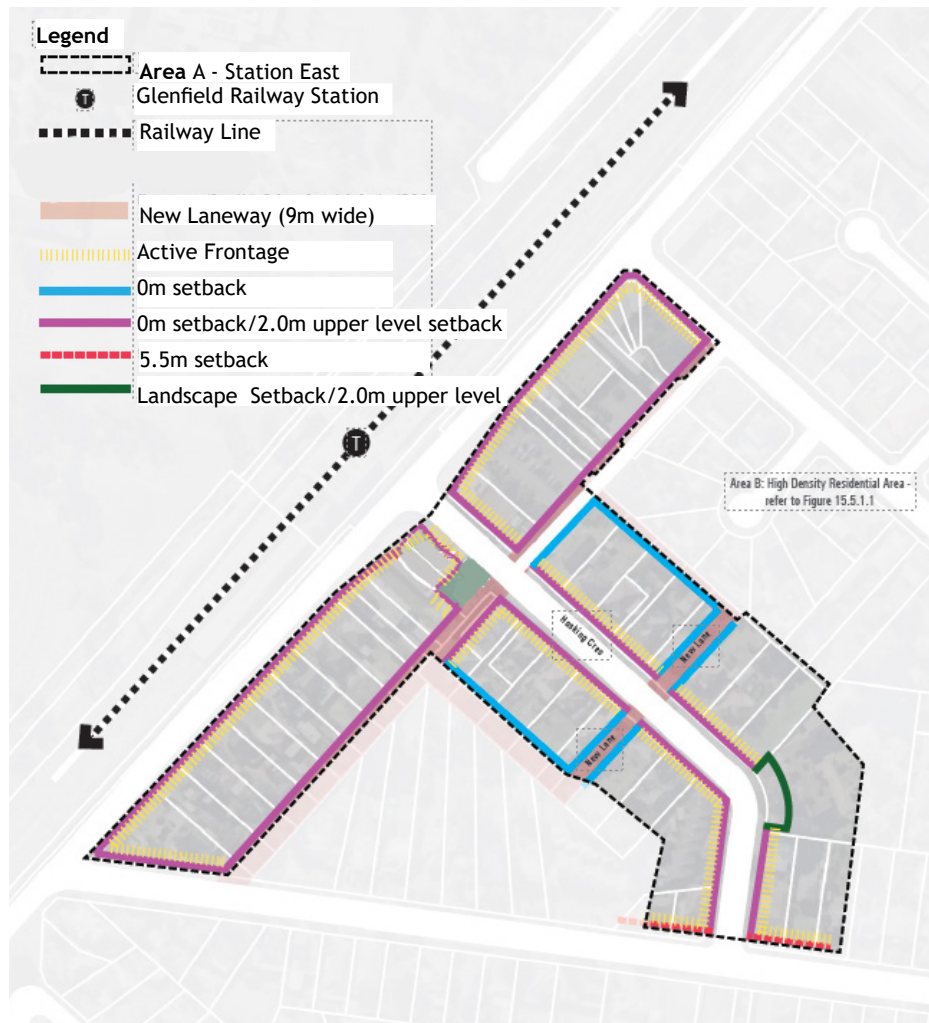 Legend
Area A - Station East
T
Glenfield Railway Station
Railway Line
New Laneway (9m wide)
Active Frontage
0m setback
0m setback/2.0m upper level setback
5.5m setback
Landscape Setback/2.0m upper level
T
Area B: High Density Residential Area -
refer to Figure 15.5.1.1
Hosking Cres
New Lane
New Lane